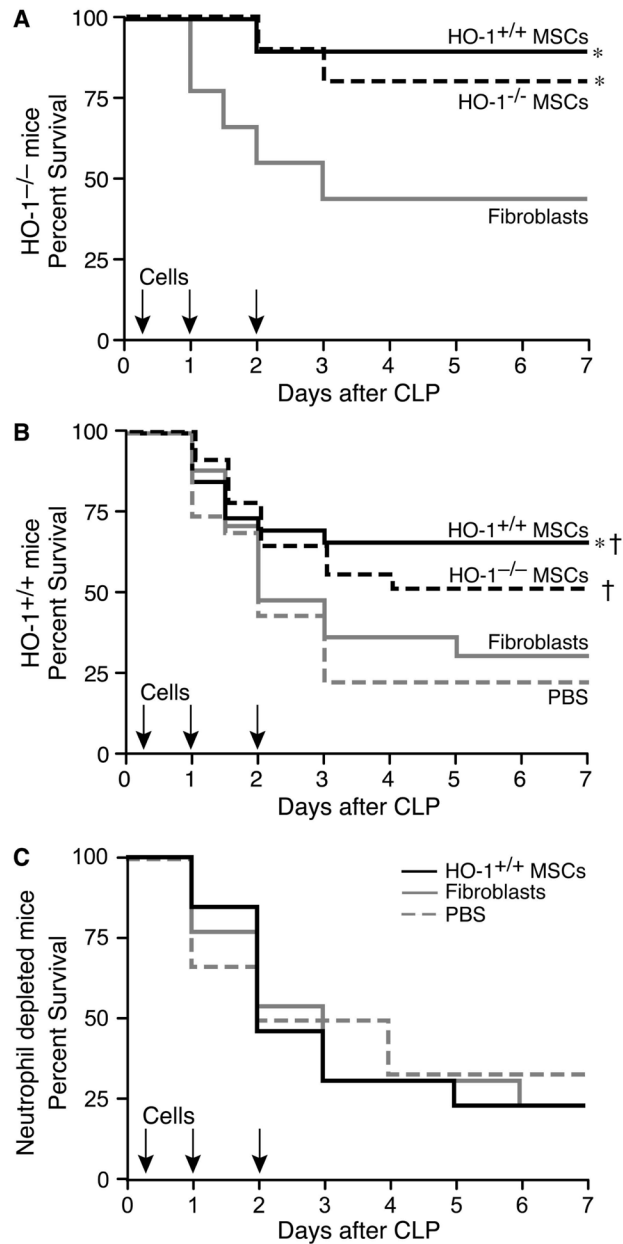 A
HO-1−/− mice
Percent Survival
100
75
50
25
0
HO-1+/+ MSCs
*
*
HO-1-/- MSCs
Fibroblasts
Cells
0 1 2 3 4 5 6 7
Days after CLP
B
HO-1+/+ mice
Percent Survival
100
75
50
25
0
HO-1+/+ MSCs
*†
HO-1−/− MSCs
†
Fibroblasts
PBS
Cells
0 1 2 3 4 5 6 7
Days after CLP
C
Neutrophil depleted mice
Percent Survival
100
75
50
25
0
HO-1+/+ MSCs
Fibroblasts
PBS
Cells
0 1 2 3 4 5 6 7
Days after CLP